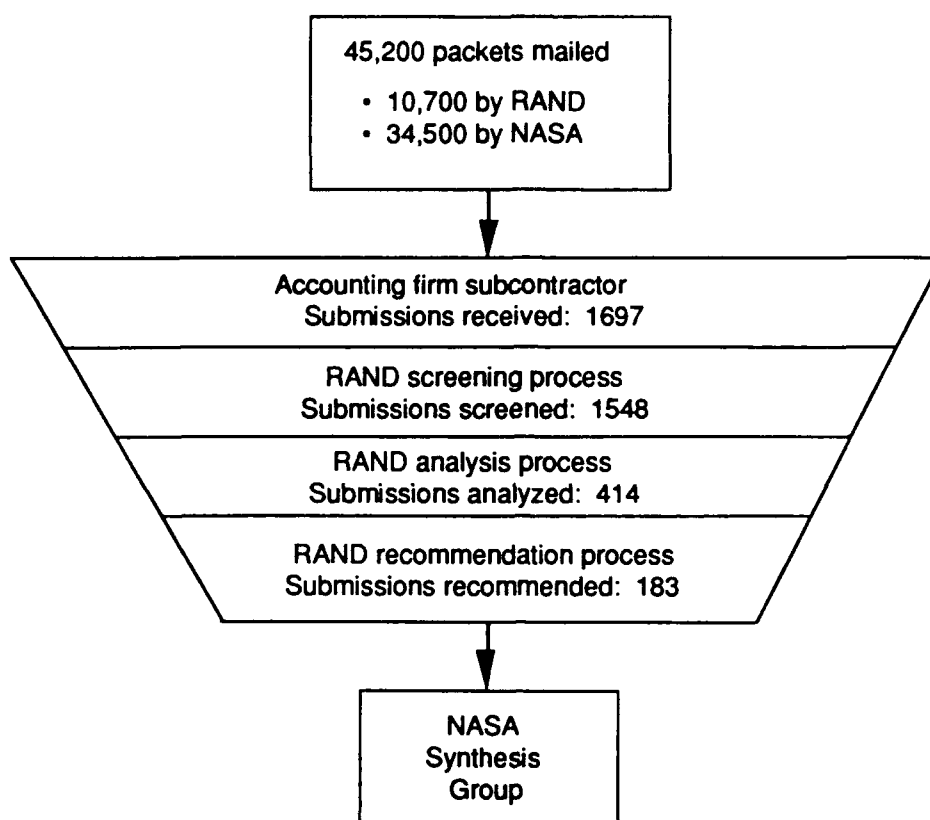 45,200 packets mailed
• 10,700 by RAND
• 34,500 by NASA
Accounting firm subcontractor
Submissions received: 1697
RAND screening process
Submissions screened: 1548
RAND analysis process
Submissions analyzed: 414
RAND recommendation process
Submissions recommended: 183
NASA
Synthesis
Group